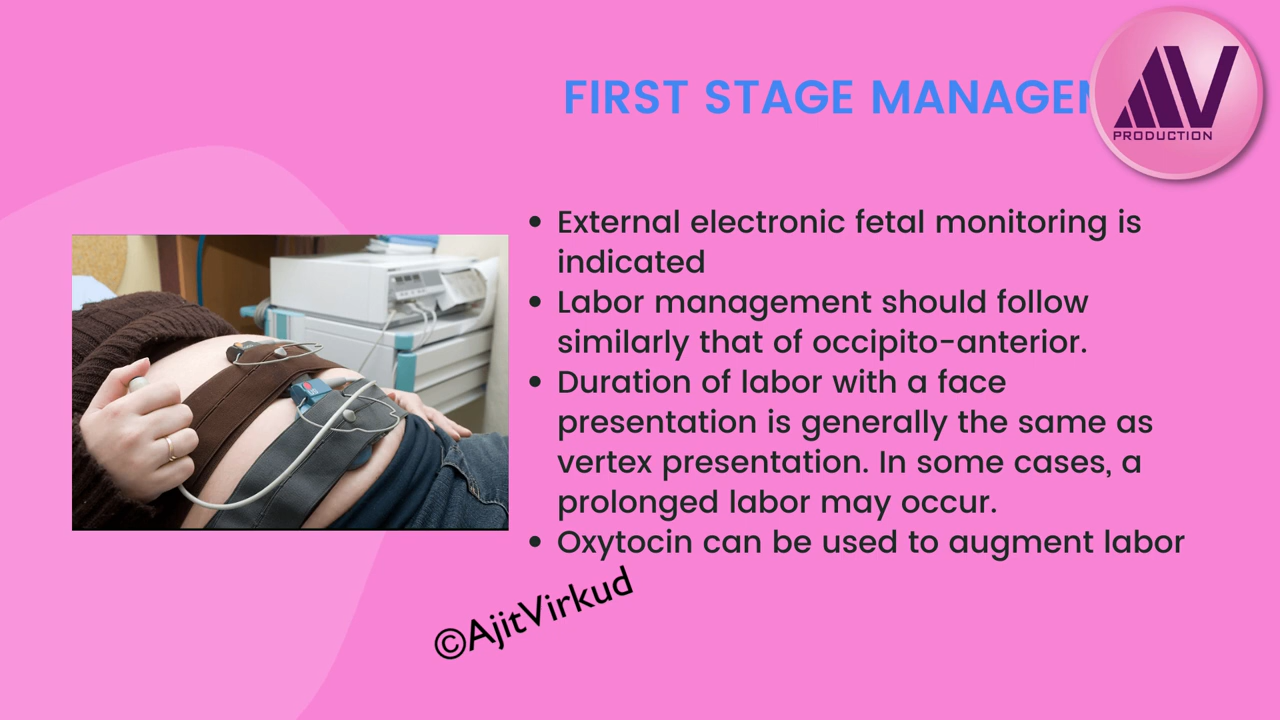 FIRST STAGE
AV
PRODUCTION
• External electronic fetal monitoring is
indicated
• Labor management should follow
similarly that of occipito-anterior.
• Duration of labor with a face
presentation is generally the same as
vertex presentation. In some cases, a
prolonged labor may occur.
• Oxytocin can be used to augment labor
©AjitVirkud